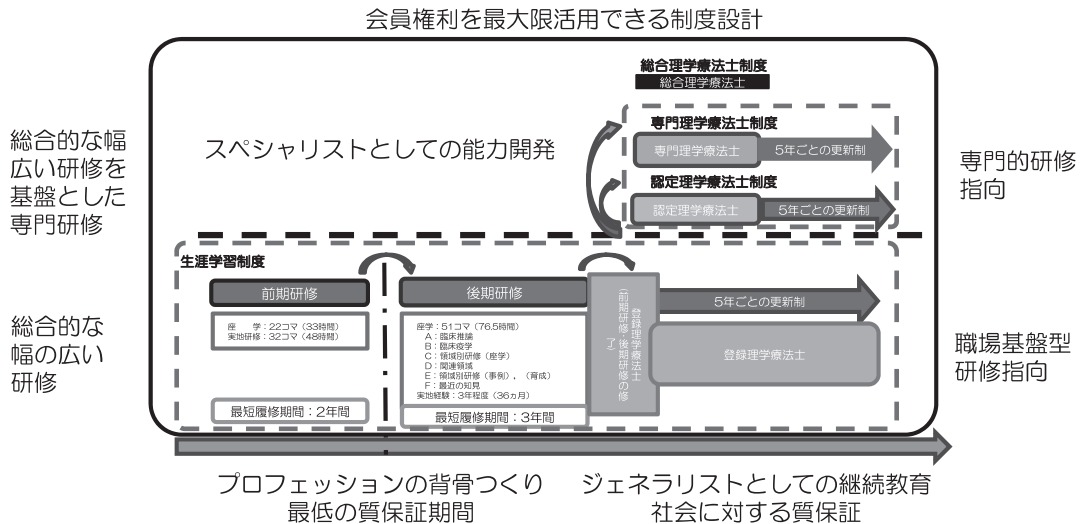 会員権利を最大限活用できる制度設計
総合的な幅
広い研修を
基盤とした
専門研修
スペシャリストとしての能力開発
総合理学療法士制度
総合理学療法士
専門理学療法士制度
専門理学療法士
5年ごとの更新制
認定理学療法士制度
認定理学療法士
5年ごとの更新制
専門的研修
指向
総合的な
幅の広い
研修
生涯学習制度
前期研修
座　学：22コマ（33時間）
実地研修：32コマ（48時間）
最短履修期間：2年間
後期研修
座学：51コマ（76.5時間）
A：臨床推論
B：臨床疫学
C：領域別研修（座学）
D：関連領域
E：領域別研修（事例），（育成）
F：最近の知見
実地経験：3年程度（36ヵ月）
最短履修期間：3年間
登録理学療法士
（前期研修・後期研修の修
了）
5年ごとの更新制
登録理学療法士
職場基盤型
研修指向
プロフェッションの背骨つくり
最低の質保証期間
ジェネラリストとしての継続教育
社会に対する質保証